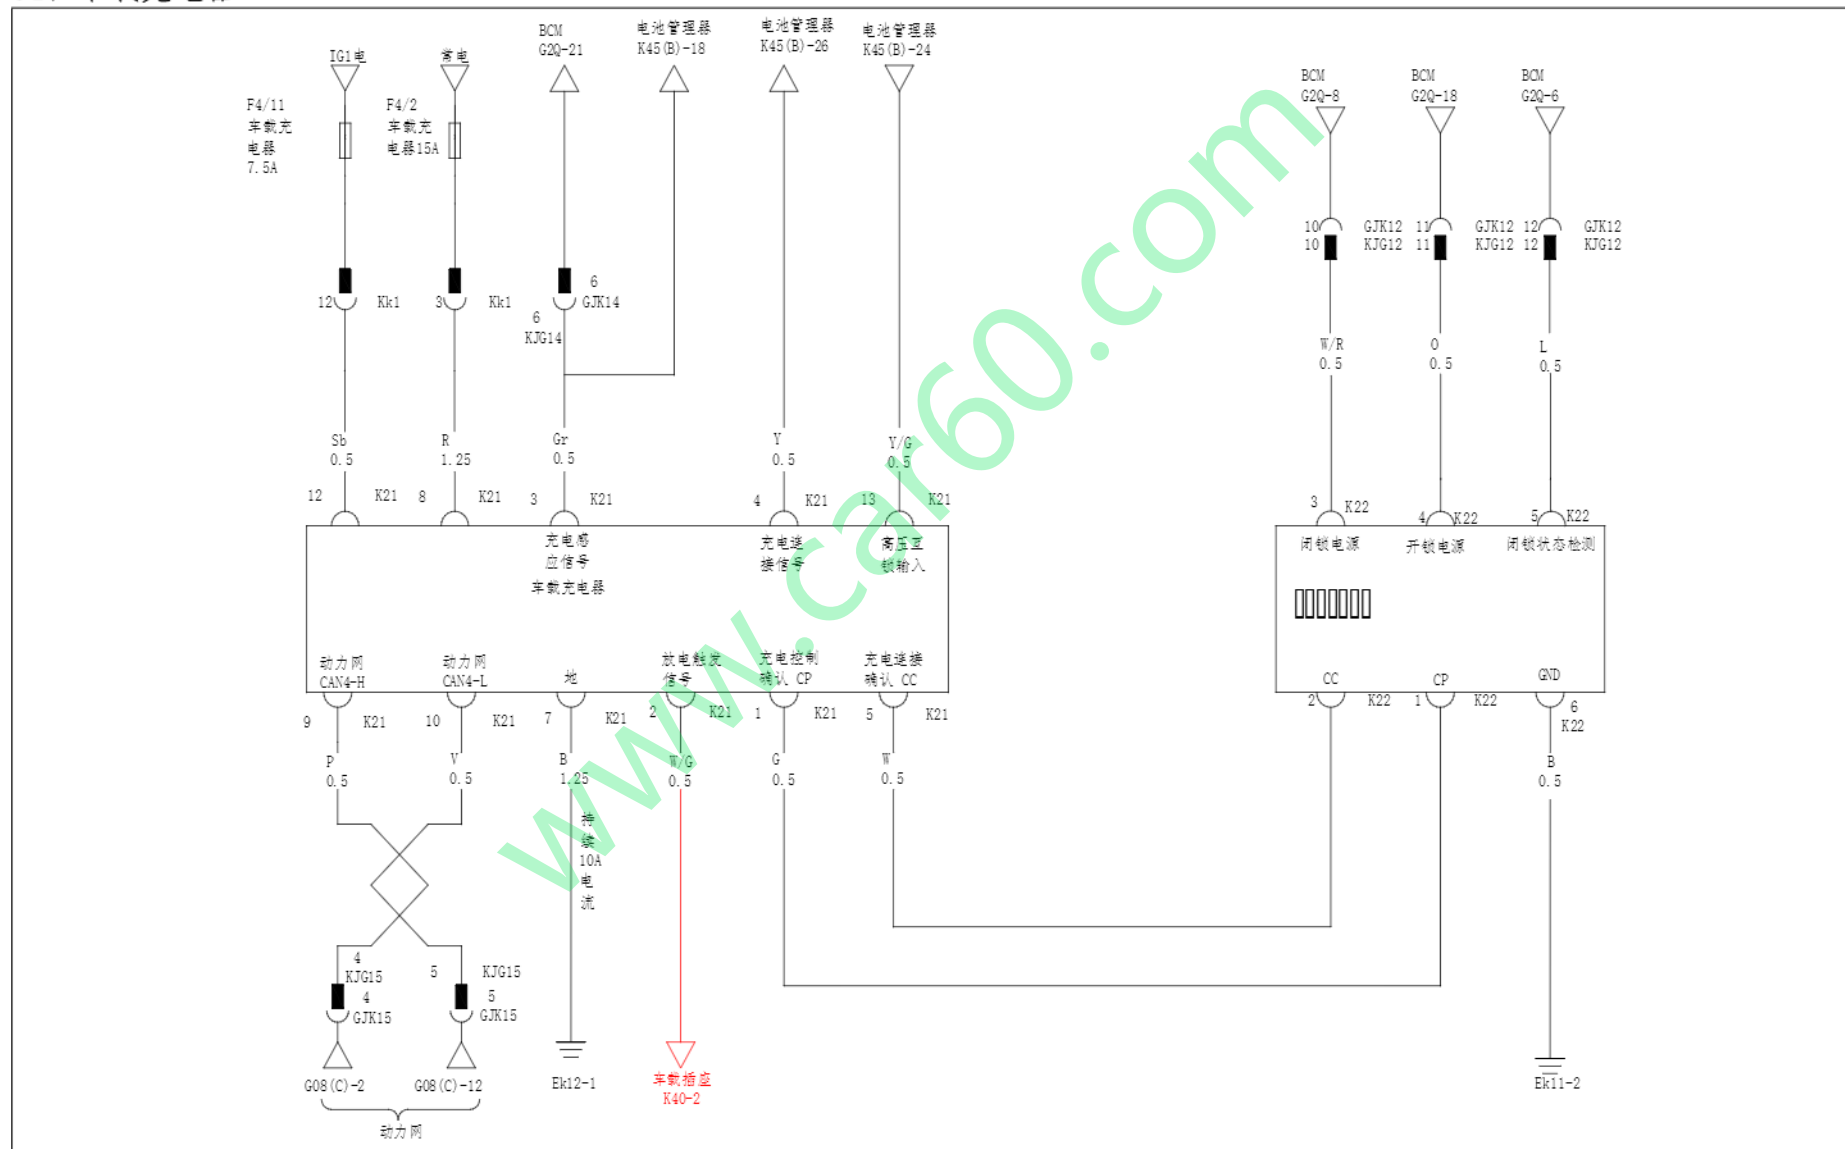 IG1电
常电
BCM
G2Q-21
电池管理器
K45(B)-18
电池管理器
K45(B)-26
电池管理器
K45(B)-24
BCM
G2Q-8
BCM
G2Q-18
BCM
G2Q-6
F4/11
车载充
电器
7.5A
F4/2
车载充
电器15A
10
GJK12
10
KJG12
11
GJK12
11
KJG12
12
GJK12
12
KJG12
12
Kk1
3
Kk1
6
GJK14
6
KJG14
W/R
0.5
O
0.5
L
0.5
Sb
0.5
R
1.25
Gr
0.5
Y
0.5
Y/G
0.5
12
K21
8
K21
3
K21
4
K21
13
K21
3
K22
4
K22
5
K22
充电感
应信号
充电连
接信号
高压互
锁输入
车载充电器
闭锁电源
开锁电源
闭锁状态检测
动力网
CAN4-H
动力网
CAN4-L
地
放电触发
信号
充电控制
确认 CP
充电连接
确认 CC
CC
CP
GND
9
K21
10
K21
7
K21
2
K21
1
K21
5
K21
2
K22
1
K22
6
K22
P
0.5
V
0.5
B
1.25
W/G
0.5
G
0.5
W
0.5
B
0.5
持
续
10A
电
流
4
KJG15
4
GJK15
5
KJG15
5
GJK15
G08(C)-2
G08(C)-12
动力网
Ek12-1
车载插座
K40-2
Ek11-2
www.car60.com